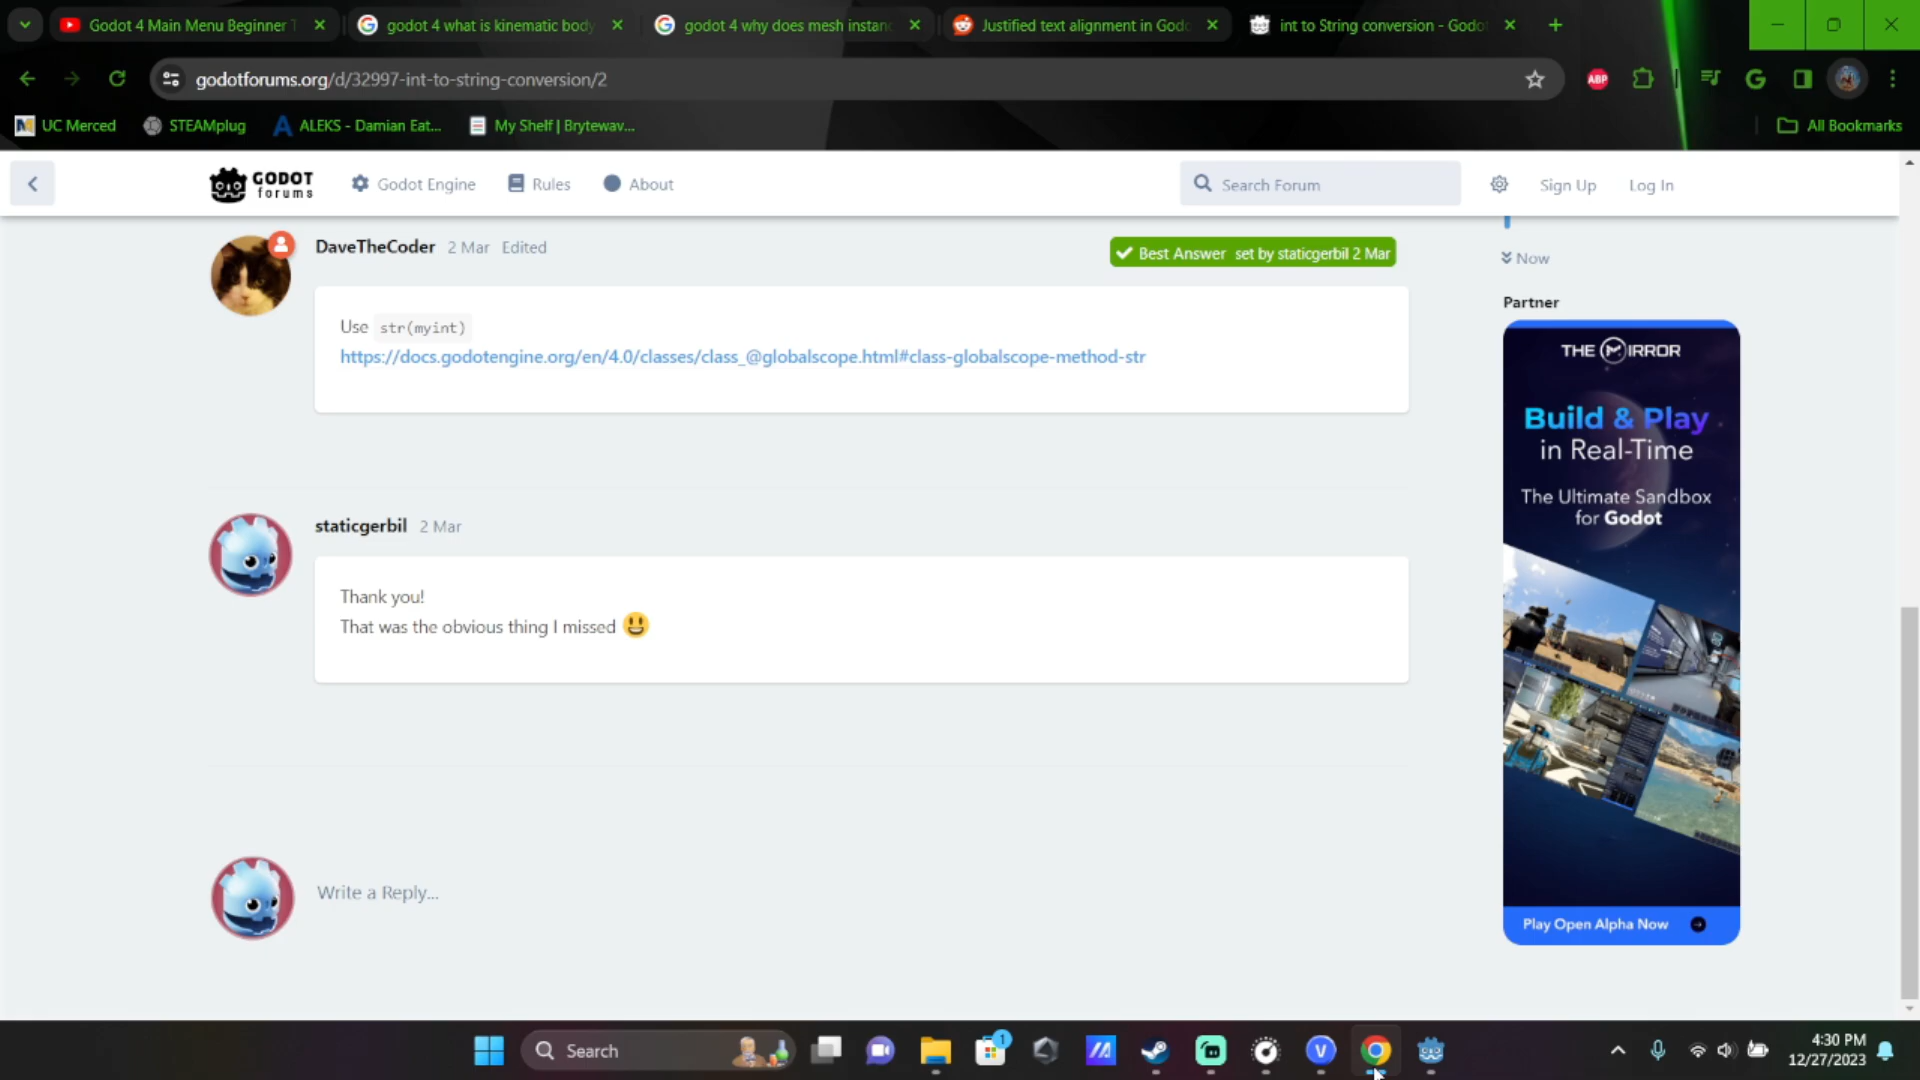 Godot 4 Main Menu Beginner T
godot 4 what is kinematic body
godot 4 why does mesh instan
Justified text alignment in Godo
int to String conversion - Godot
godotforums.org/d/32997-int-to-string-conversion/2
ABP
UC Merced
STEAMplug
ALEKS - Damian Eat...
My Shelf | Brytewav...
All Bookmarks
GODOT
forums
Godot Engine
Rules
About
Search Forum
Sign Up
Log In
DaveTheCoder 2 Mar Edited
Best Answer set by staticgerbil 2 Mar
Now
Use str(myint)
https://docs.godotengine.org/en/4.0/classes/class_@globalscope.html#class-globalscope-method-str
Partner
THE MIRROR
Build & Play
in Real-Time
The Ultimate Sandbox
for Godot
staticgerbil 2 Mar
Thank you!
That was the obvious thing I missed 😃
Write a Reply...
Play Open Alpha Now
Search
1
V
4:30 PM
12/27/2023